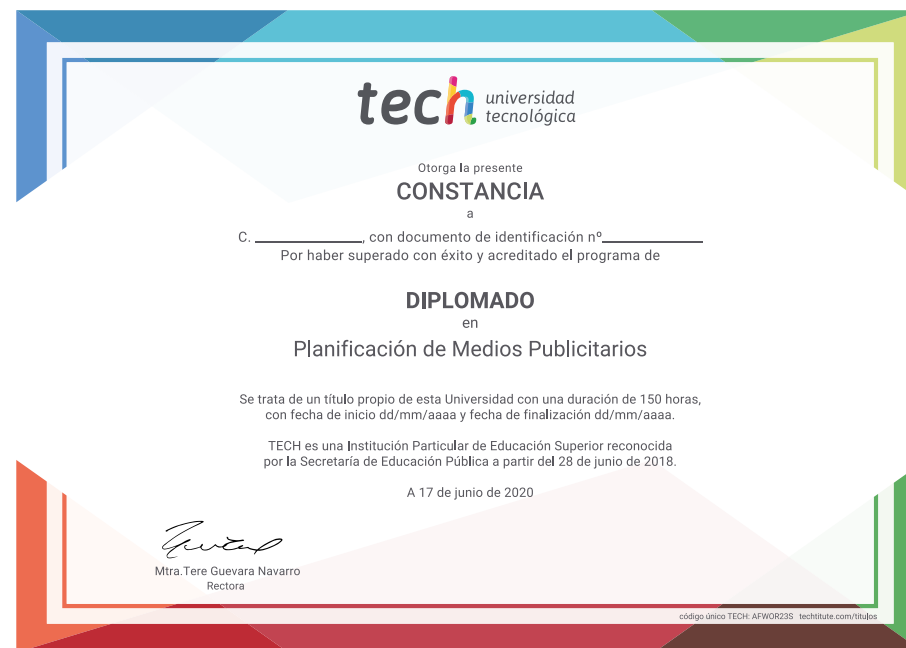 tech universidad
tecnológica
Otorga la presente
CONSTANCIA
a
C. ____________, con documento de identificación nº____________
Por haber superado con éxito y acreditado el programa de
DIPLOMADO
en
Planificación de Medios Publicitarios
Se trata de un título propio de esta Universidad con una duración de 150 horas,
con fecha de inicio dd/mm/aaaa y fecha de finalización dd/mm/aaaa.
TECH es una Institución Particular de Educación Superior reconocida
por la Secretaría de Educación Pública a partir del 28 de junio de 2018.
A 17 de junio de 2020
Mtra.Tere Guevara Navarro
Rectora
código único TECH: AFWOR23S techtitute.com/titulos